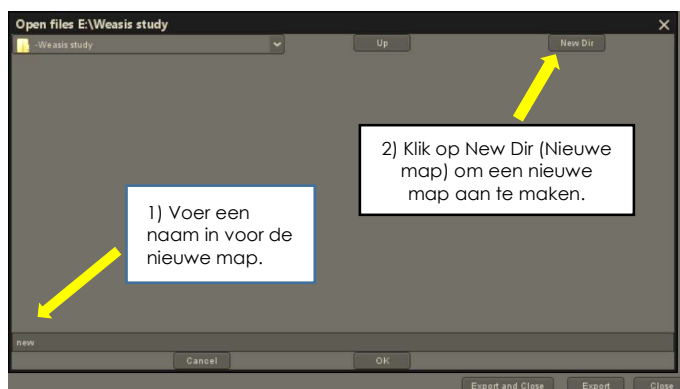 Open files E:\Weasis study
-Weasis study
Up
New Dir
2) Klik op New Dir (Nieuwe
map) om een nieuwe
map aan te maken.
1) Voer een
naam in voor de
nieuwe map.
new
Cancel
OK
Export and Close
Export
Close